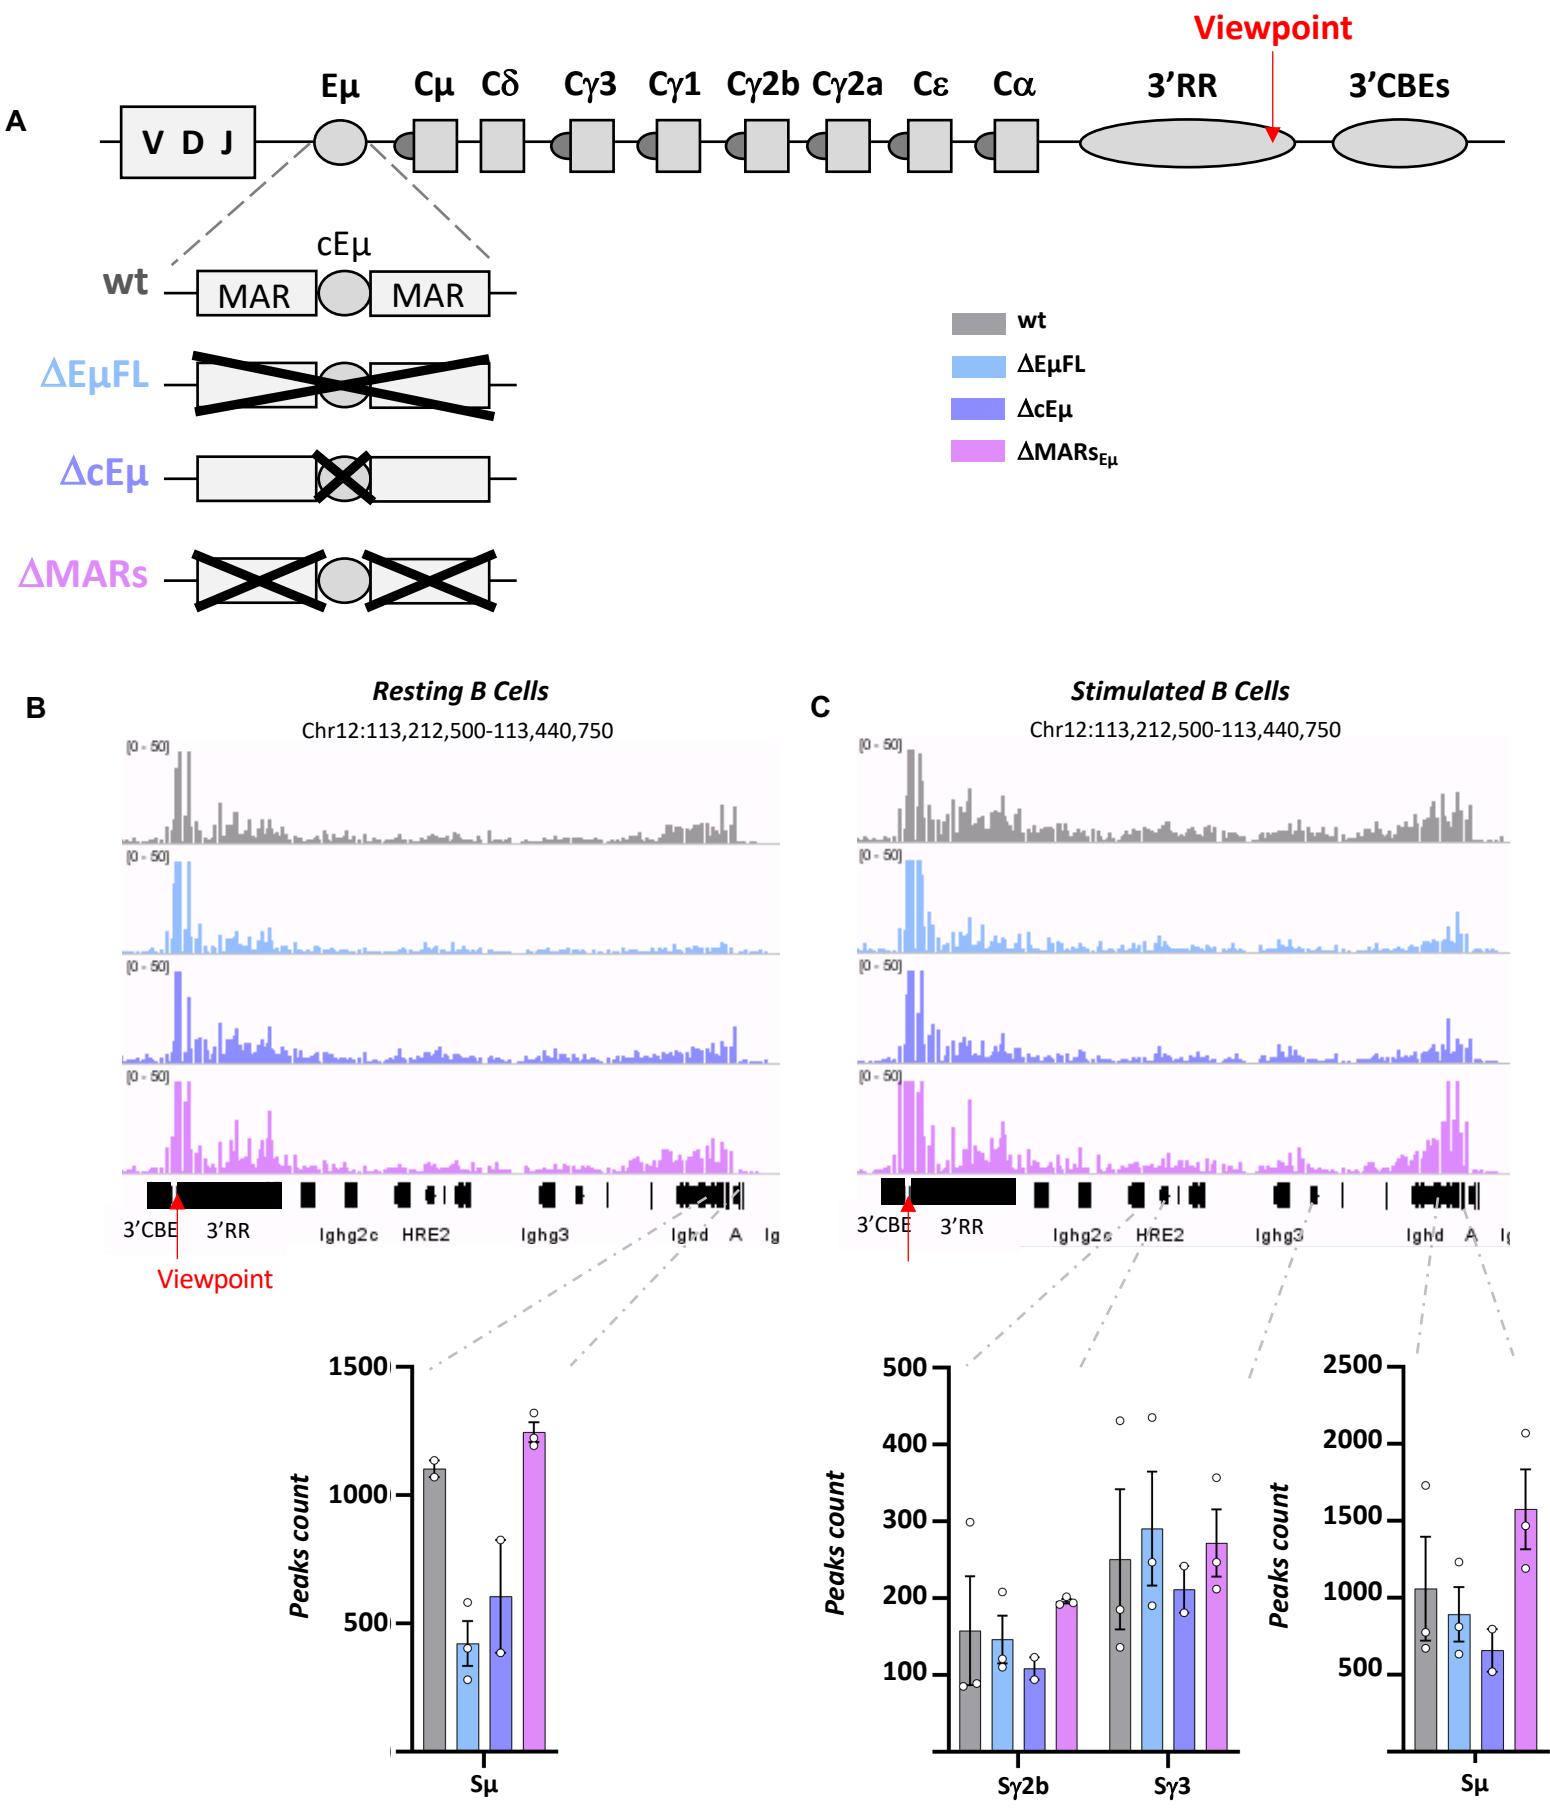 Viewpoint
Eμ Cμ Cδ Cγ3 Cγ1 Cγ2b Cγ2a Cε Cα 3'RR 3'CBEs
A
V D J
cEμ
wt MAR MAR
ΔEμFL
ΔcEμ
ΔMARs
wt
ΔEμFL
ΔcEμ
ΔMARsEμ
B
Resting B Cells
Chr12:113,212,500-113,440,750
[0 - 50]
[0 - 50]
[0 - 50]
[0 - 50]
3'CBE 3'RR Ighg2c HRE2 Ighg3 Ighd A Ig
Viewpoint
1500
1000
500
Peaks count
Sμ
C
Stimulated B Cells
Chr12:113,212,500-113,440,750
[0 - 50]
[0 - 50]
[0 - 50]
[0 - 50]
3'CBE 3'RR Ighg2c HRE2 Ighg3 Ighd A
500
400
300
200
100
Peaks count
Sγ2b Sγ3
2500
2000
1500
1000
500
Peaks count
Sμ